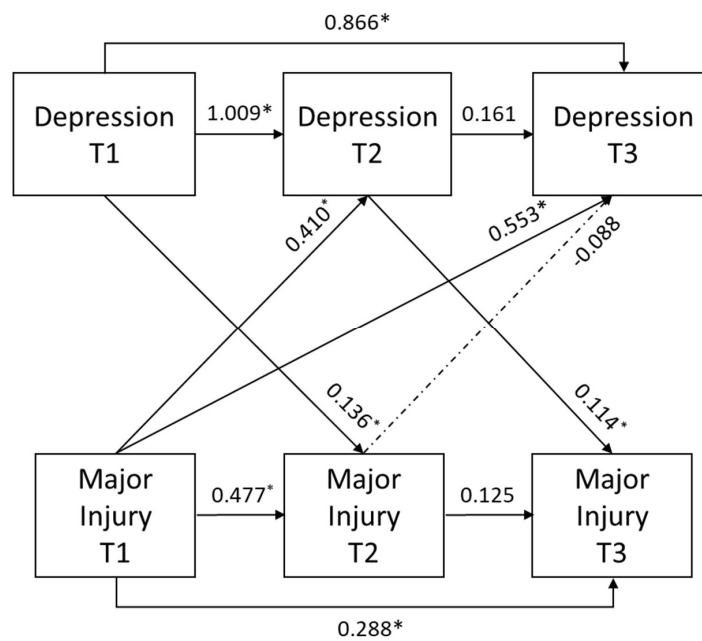 0.866*
Depression
T1
1.009*
Depression
T2
0.161
Depression
T3
0.410*
0.553*
-0.088
0.136*
0.114*
Major
Injury
T1
0.477*
Major
Injury
T2
0.125
Major
Injury
T3
0.288*